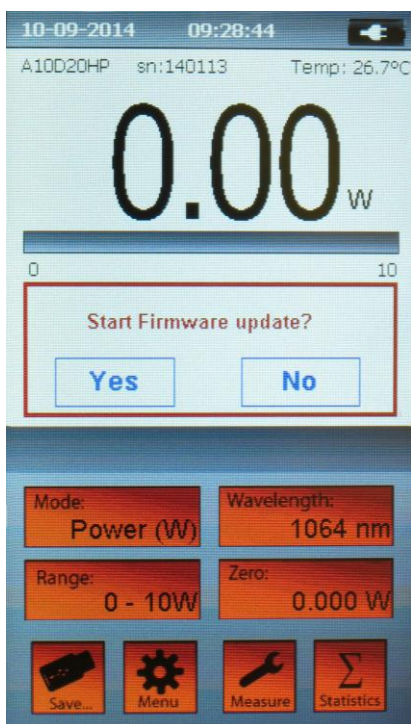 10-09-2014 09:28:44
A10D20HP sn:140113 Temp: 26.7ºC
0.00 W
0 10
Start Firmware update?
Yes No
Mode: Wavelength:
Power (W) 1064 nm
Range: Zero:
0 - 10W 0.000 W
Save... Menu Measure Statistics